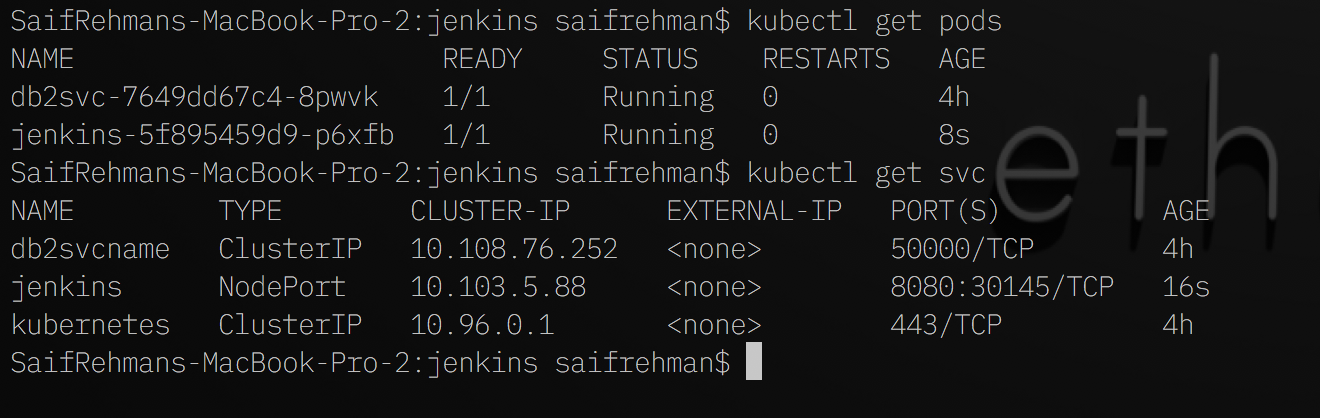 SaifRehmans-MacBook-Pro-2:jenkins saifrehman$ kubectl get pods
NAME                       READY     STATUS    RESTARTS   AGE
db2svc-7649dd67c4-8pwvk    1/1       Running   0          4h
jenkins-5f895459d9-p6xfb   1/1       Running   0          8s
SaifRehmans-MacBook-Pro-2:jenkins saifrehman$ kubectl get svc
NAME         TYPE        CLUSTER-IP      EXTERNAL-IP   PORT(S)          AGE
db2svcname   ClusterIP   10.108.76.252   <none>        50000/TCP        4h
jenkins      NodePort    10.103.5.88     <none>        8080:30145/TCP   16s
kubernetes   ClusterIP   10.96.0.1       <none>        443/TCP          4h
SaifRehmans-MacBook-Pro-2:jenkins saifrehman$
eth